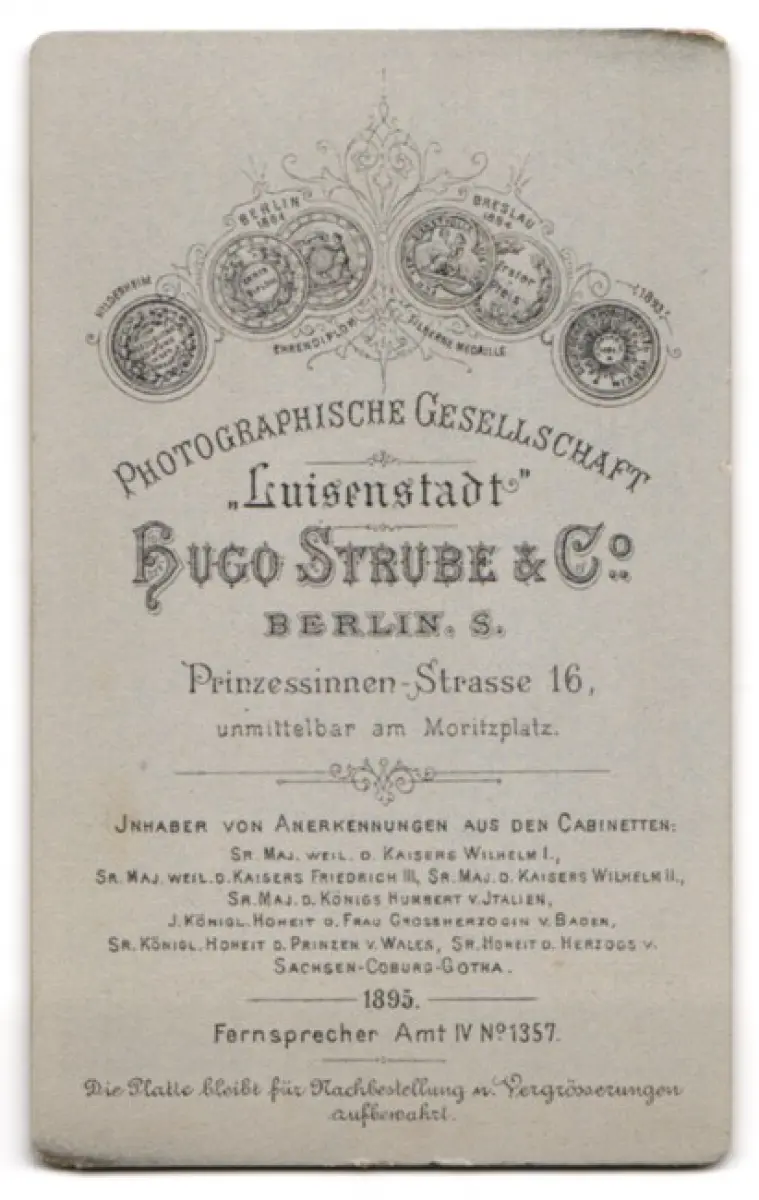 BERLIN
1884
BRESLAU
1884
HILDESHEIM
1893.
Erster
Preis
EHRENDIPLOM
SILBERNE MEDAILLE
PHOTOGRAPHISCHE GESELLSCHAFT
„Luisenstadt"
HUGO STRUBE & Cº
BERLIN. S.
Prinzessinnen-Strasse 16,
unmittelbar am Moritzplatz.
JNHABER VON ANERKENNUNGEN AUS DEN CABINETTEN:
SR. MAJ. WEIL. D. KAISERS WILHELM I.,
SR. MAJ. WEIL. D. KAISERS FRIEDRICH III, SR. MAJ. D. KAISERS WILHELM II.,
SR. MAJ. D. KÖNIGS HUMBERT V. JTALIEN,
J. KÖNIGL. HOHEIT D. FRAU GROSSHERZOGIN V. BADEN,
SR. KÖNIGL. HOHEIT D. PRINZEN V. WALES, SR. HOHEIT D. HERZOGS V.
SACHSEN-COBURG-GOTHA.
1895.
Fernsprecher Amt IV Nº 1357.
Die Platte bleibt für Nachbestellung u. Vergrösserungen
aufbewahrt.